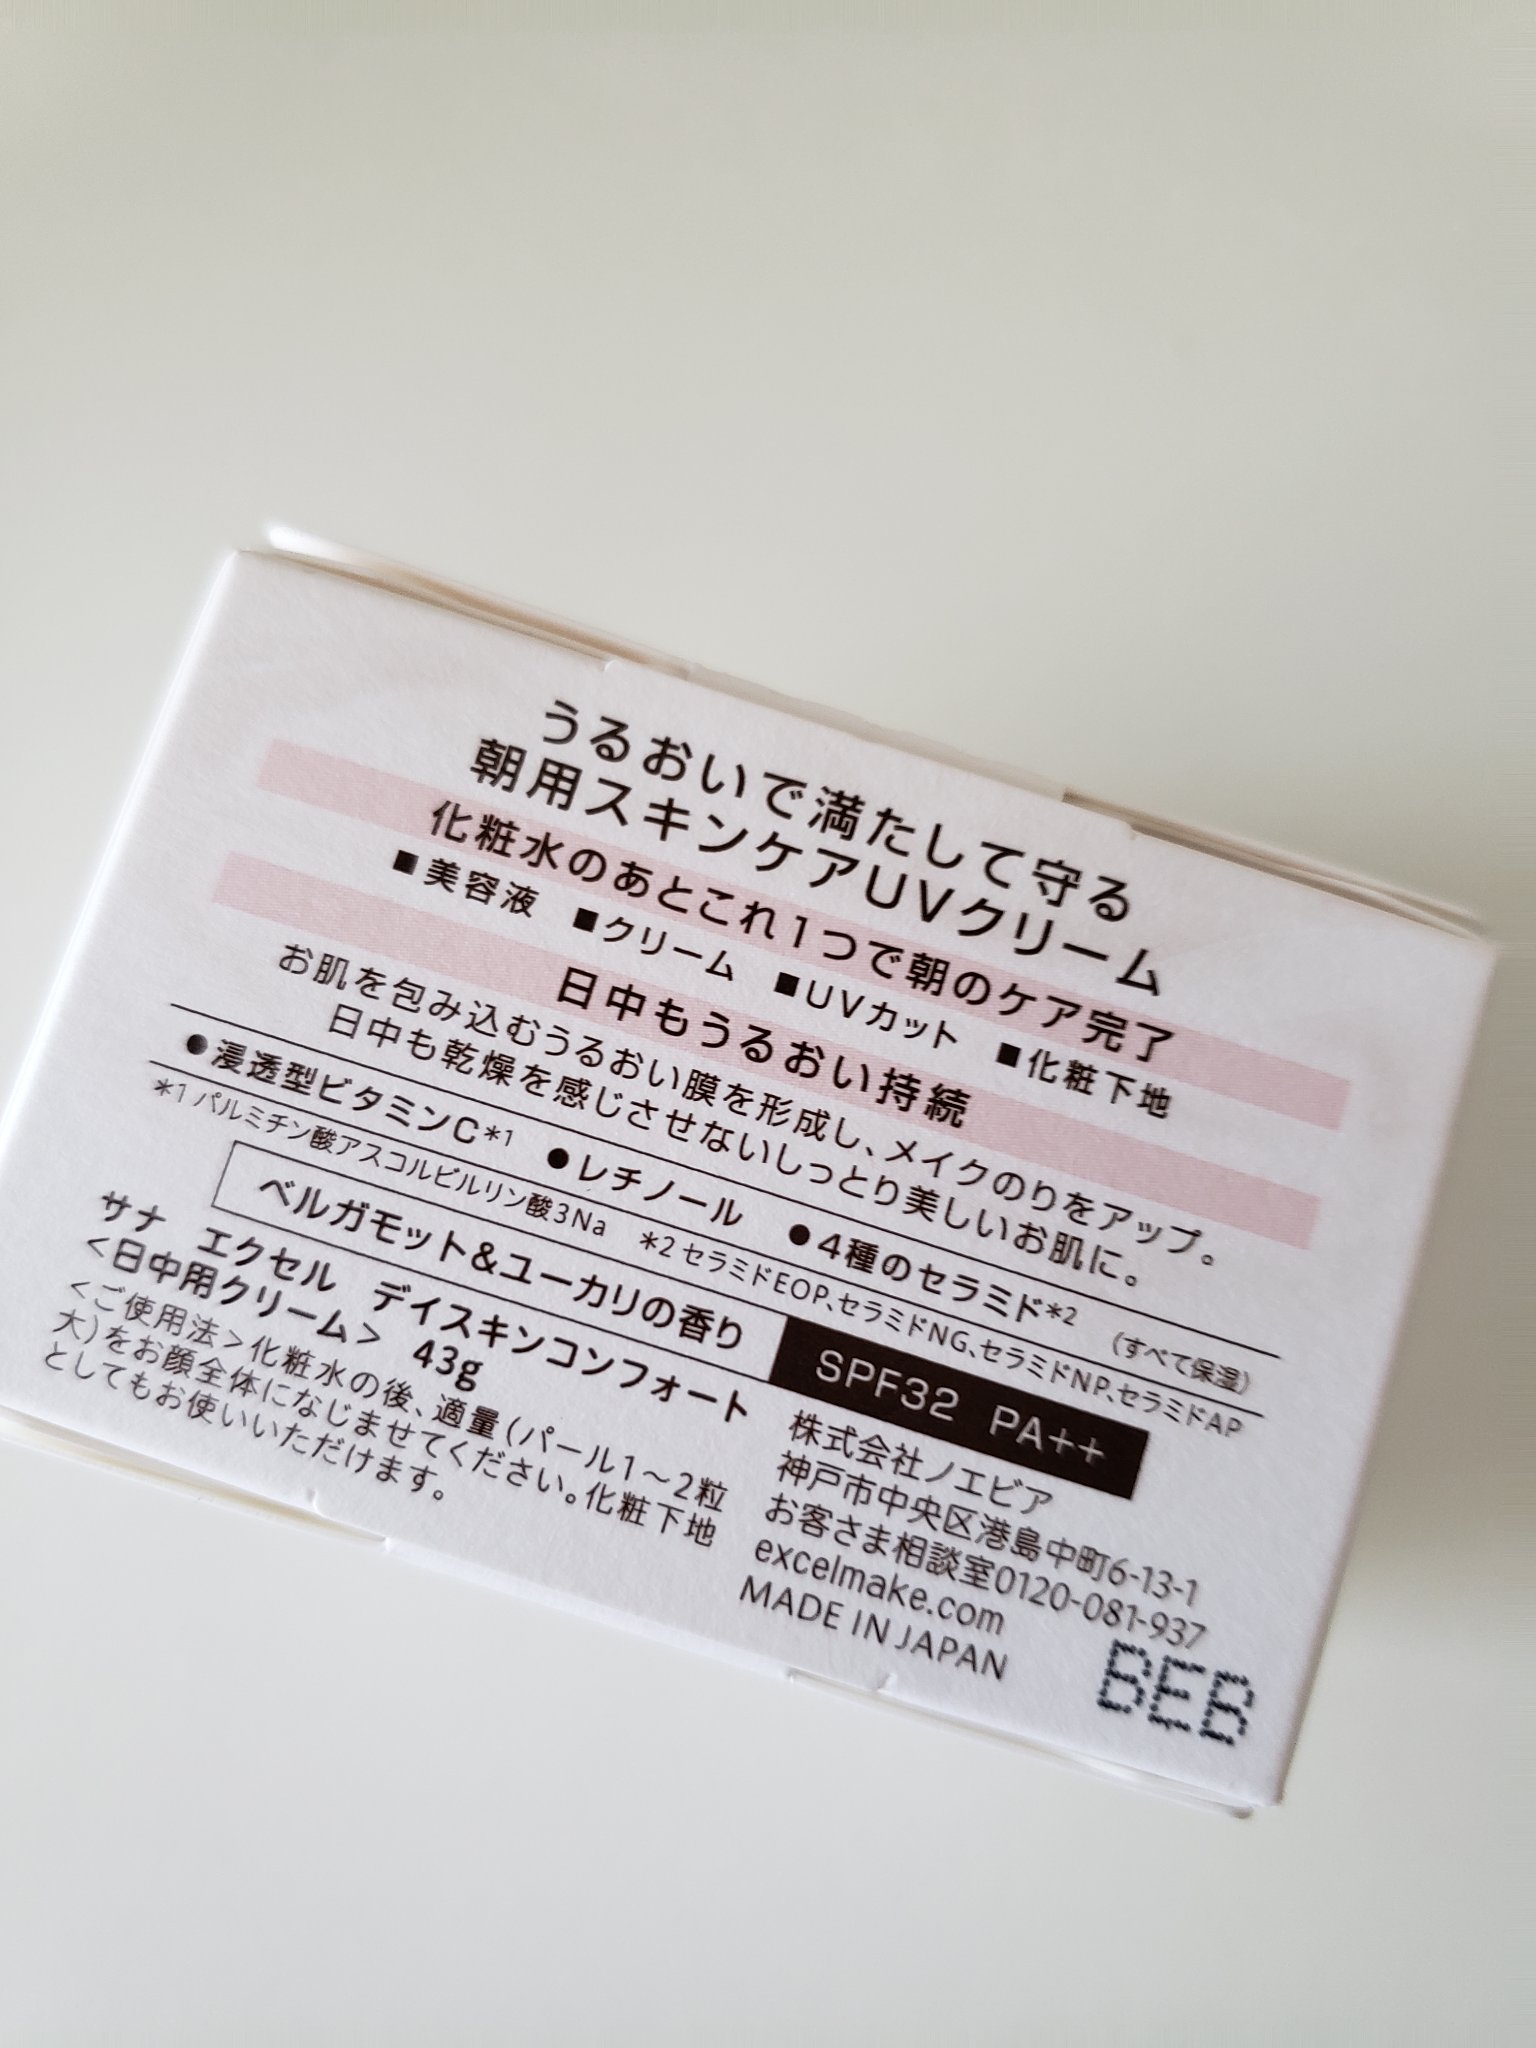 うるおいで満たして守る
朝用スキンケアUVクリーム
化粧水のあとこれ1つで朝のケア完了
■美容液 ■クリーム ■UVカット ■化粧下地
日中もうるおい持続
お肌を包み込むうるおい膜を形成し、メイクのりをアップ。
日中も乾燥を感じさせないしっとり美しいお肌に。
●浸透型ビタミンC*1 ●レチノール ●4種のセラミド*2 (すべて保湿)
*1 パルミチン酸アスコルビルリン酸3Na *2 セラミドEOP、セラミドNG、セラミドNP、セラミドAP
ベルガモット&ユーカリの香り
SPF32 PA++
サナ エクセル デイスキンコンフォート
<日中用クリーム> 43g
<ご使用法>化粧水の後、適量(パール1～2粒
大)をお顔全体になじませてください。化粧下地
としてもお使いいただけます。
株式会社ノエビア
神戸市中央区港島中町6-13-1
お客さま相談室0120-081-937
excelmake.com
MADE IN JAPAN
BEB